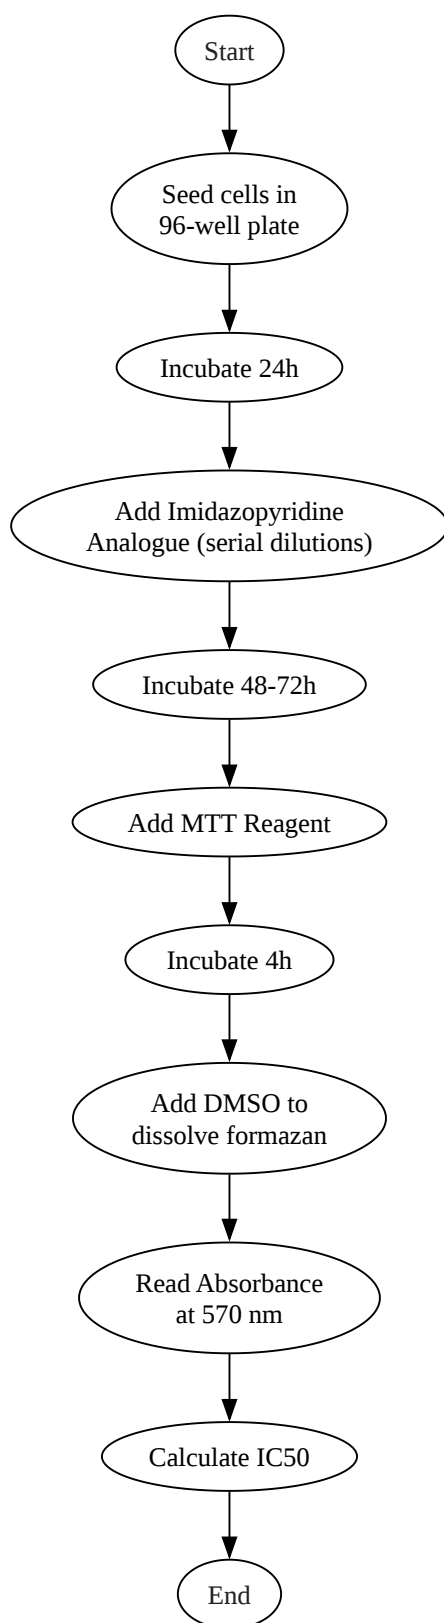 Start
Seed cells in
96-well plate
Incubate 24h
Add Imidazopyridine
Analogue (serial dilutions)
Incubate 48-72h
Add MTT Reagent
Incubate 4h
Add DMSO to
dissolve formazan
Read Absorbance
at 570 nm
Calculate IC50
End